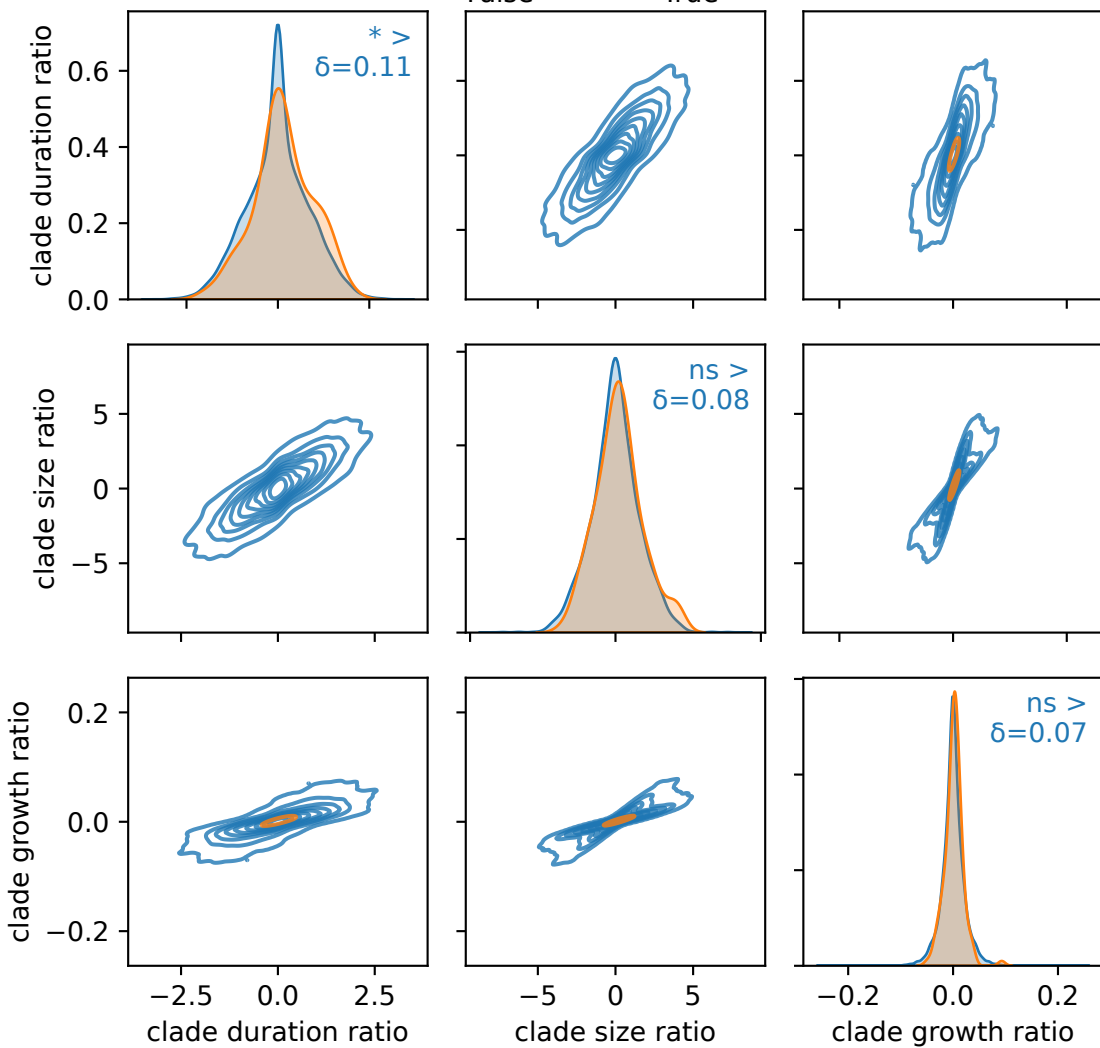 clade duration ratio
0.6
0.4
0.2
0.0
* >
δ=0.11
clade size ratio
5
0
−5
ns >
δ=0.08
clade growth ratio
0.2
0.0
−0.2
ns >
δ=0.07
−2.5 0.0 2.5
−5 0 5
−0.2 0.0 0.2
clade duration ratio
clade size ratio
clade growth ratio